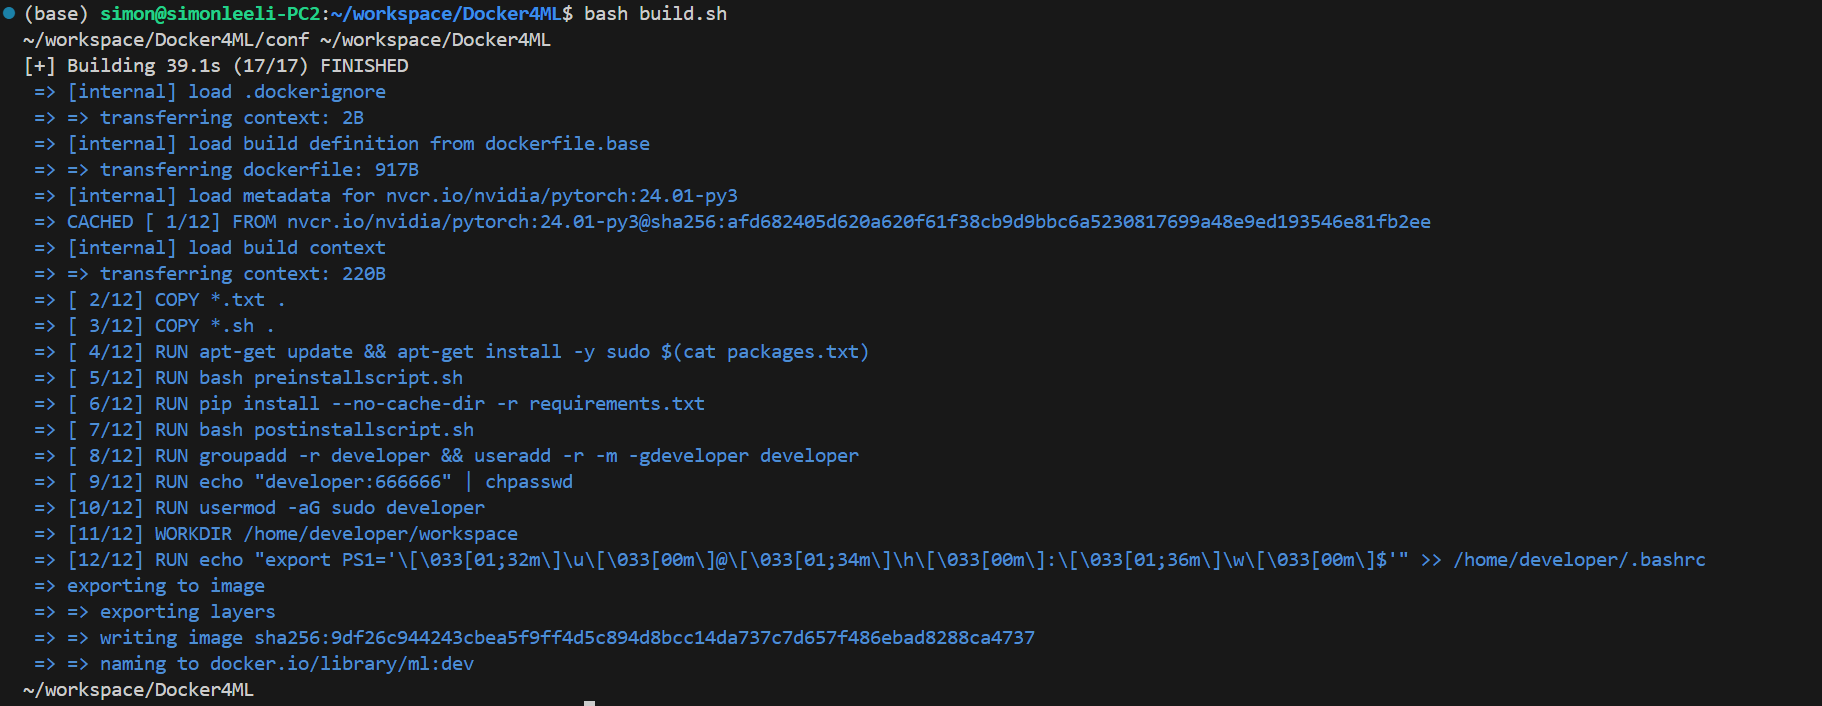 (base) simon@simonleeli-PC2:~/workspace/Docker4ML$ bash build.sh
~/workspace/Docker4ML/conf ~/workspace/Docker4ML
[+] Building 39.1s (17/17) FINISHED
=> [internal] load .dockerignore
=> => transferring context: 2B
=> [internal] load build definition from dockerfile.base
=> => transferring dockerfile: 917B
=> [internal] load metadata for nvcr.io/nvidia/pytorch:24.01-py3
=> CACHED [ 1/12] FROM nvcr.io/nvidia/pytorch:24.01-py3@sha256:afd682405d620a620f61f38cb9d9bbc6a5230817699a48e9ed193546e81fb2ee
=> [internal] load build context
=> => transferring context: 220B
=> [ 2/12] COPY *.txt .
=> [ 3/12] COPY *.sh .
=> [ 4/12] RUN apt-get update && apt-get install -y sudo $(cat packages.txt)
=> [ 5/12] RUN bash preinstallscript.sh
=> [ 6/12] RUN pip install --no-cache-dir -r requirements.txt
=> [ 7/12] RUN bash postinstallscript.sh
=> [ 8/12] RUN groupadd -r developer && useradd -r -m -gdeveloper developer
=> [ 9/12] RUN echo "developer:666666" | chpasswd
=> [10/12] RUN usermod -aG sudo developer
=> [11/12] WORKDIR /home/developer/workspace
=> [12/12] RUN echo "export PS1='\[\033[01;32m\]\u\[\033[00m\]@\[\033[01;34m\]\h\[\033[00m\]:\[\033[01;36m\]\w\[\033[00m\]$'" >> /home/developer/.bashrc
=> exporting to image
=> => exporting layers
=> => writing image sha256:9df26c944243cbea5f9ff4d5c894d8bcc14da737c7d657f486ebad8288ca4737
=> => naming to docker.io/library/ml:dev
~/workspace/Docker4ML